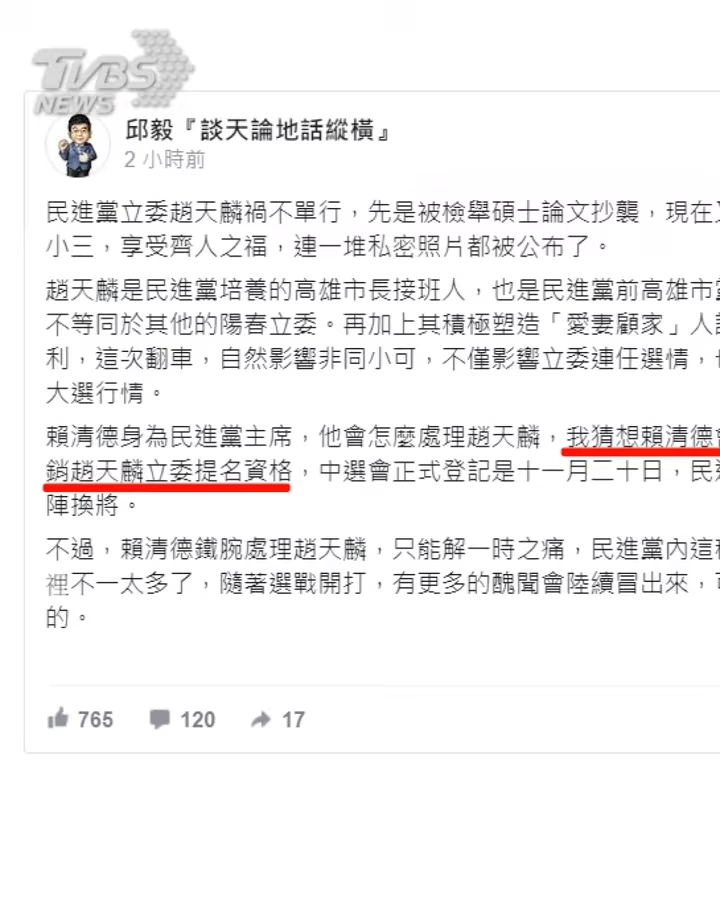 TVBS
NEWS
邱毅『談天論地話縱橫』
2 小時前
民進黨立委趙天麟禍不單行，先是被檢舉碩士論文抄襲，現在
小三，享受齊人之福，連一堆私密照片都被公布了。
趙天麟是民進黨培養的高雄市長接班人，也是民進黨前高雄市
不等同於其他的陽春立委。再加上其積極塑造「愛妻顧家」人
利，這次翻車，自然影響非同小可，不僅影響立委連任選情，
大選行情。
賴清德身為民進黨主席，他會怎麼處理趙天麟，我猜想賴清德
銷趙天麟立委提名資格，中選會正式登記是十一月二十日，民
陣換將。
不過，賴清德鐵腕處理趙天麟，只能解一時之痛，民進黨內這
裡不一太多了，隨著選戰開打，有更多的醜聞會陸續冒出來，
的。
765 120 17